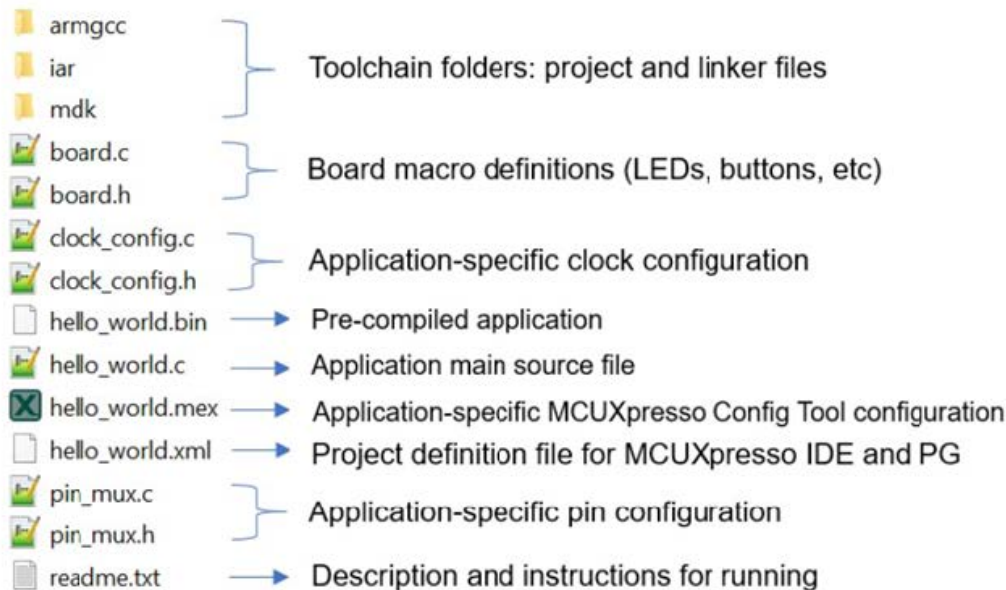 armgcc
iar
mdk
Toolchain folders: project and linker files
board.c
board.h
Board macro definitions (LEDs, buttons, etc)
clock_config.c
clock_config.h
Application-specific clock configuration
hello_world.bin Pre-compiled application
hello_world.c Application main source file
hello_world.mex Application-specific MCUXpresso Config Tool configuration
hello_world.xml Project definition file for MCUXpresso IDE and PG
pin_mux.c
pin_mux.h
Application-specific pin configuration
readme.txt Description and instructions for running